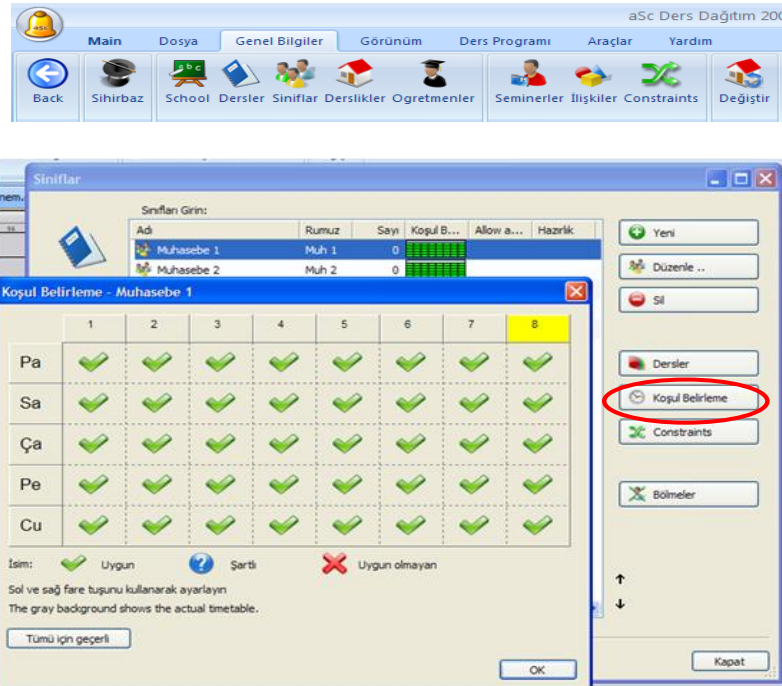 aSc
aSc Ders Dağıtım 200
Main Dosya Genel Bilgiler Görünüm Ders Programı Araçlar Yardım
abc
Back Sihirbaz School Dersler Siniflar Derslikler Ogretmenler Seminerler İlişkiler Constraints Değiştir
Siniflar
nem.
Sınıfları Girin:
Adı Rumuz Sayı Koşul B... Allow a... Hazırlık
Muhasebe 1 Muh 1 0
Muhasebe 2 Muh 2 0
Yeni
Düzenle ..
Sil
Dersler
Koşul Belirleme
Constraints
Bölmeler
Koşul Belirleme - Muhasebe 1
1 2 3 4 5 6 7 8
Pa
Sa
Ça
Pe
Cu
İsim: Uygun ? Şartlı Uygun olmayan
Sol ve sağ fare tuşunu kullanarak ayarlayın
The gray background shows the actual timetable.
Tümü için geçerli
OK
Kapat